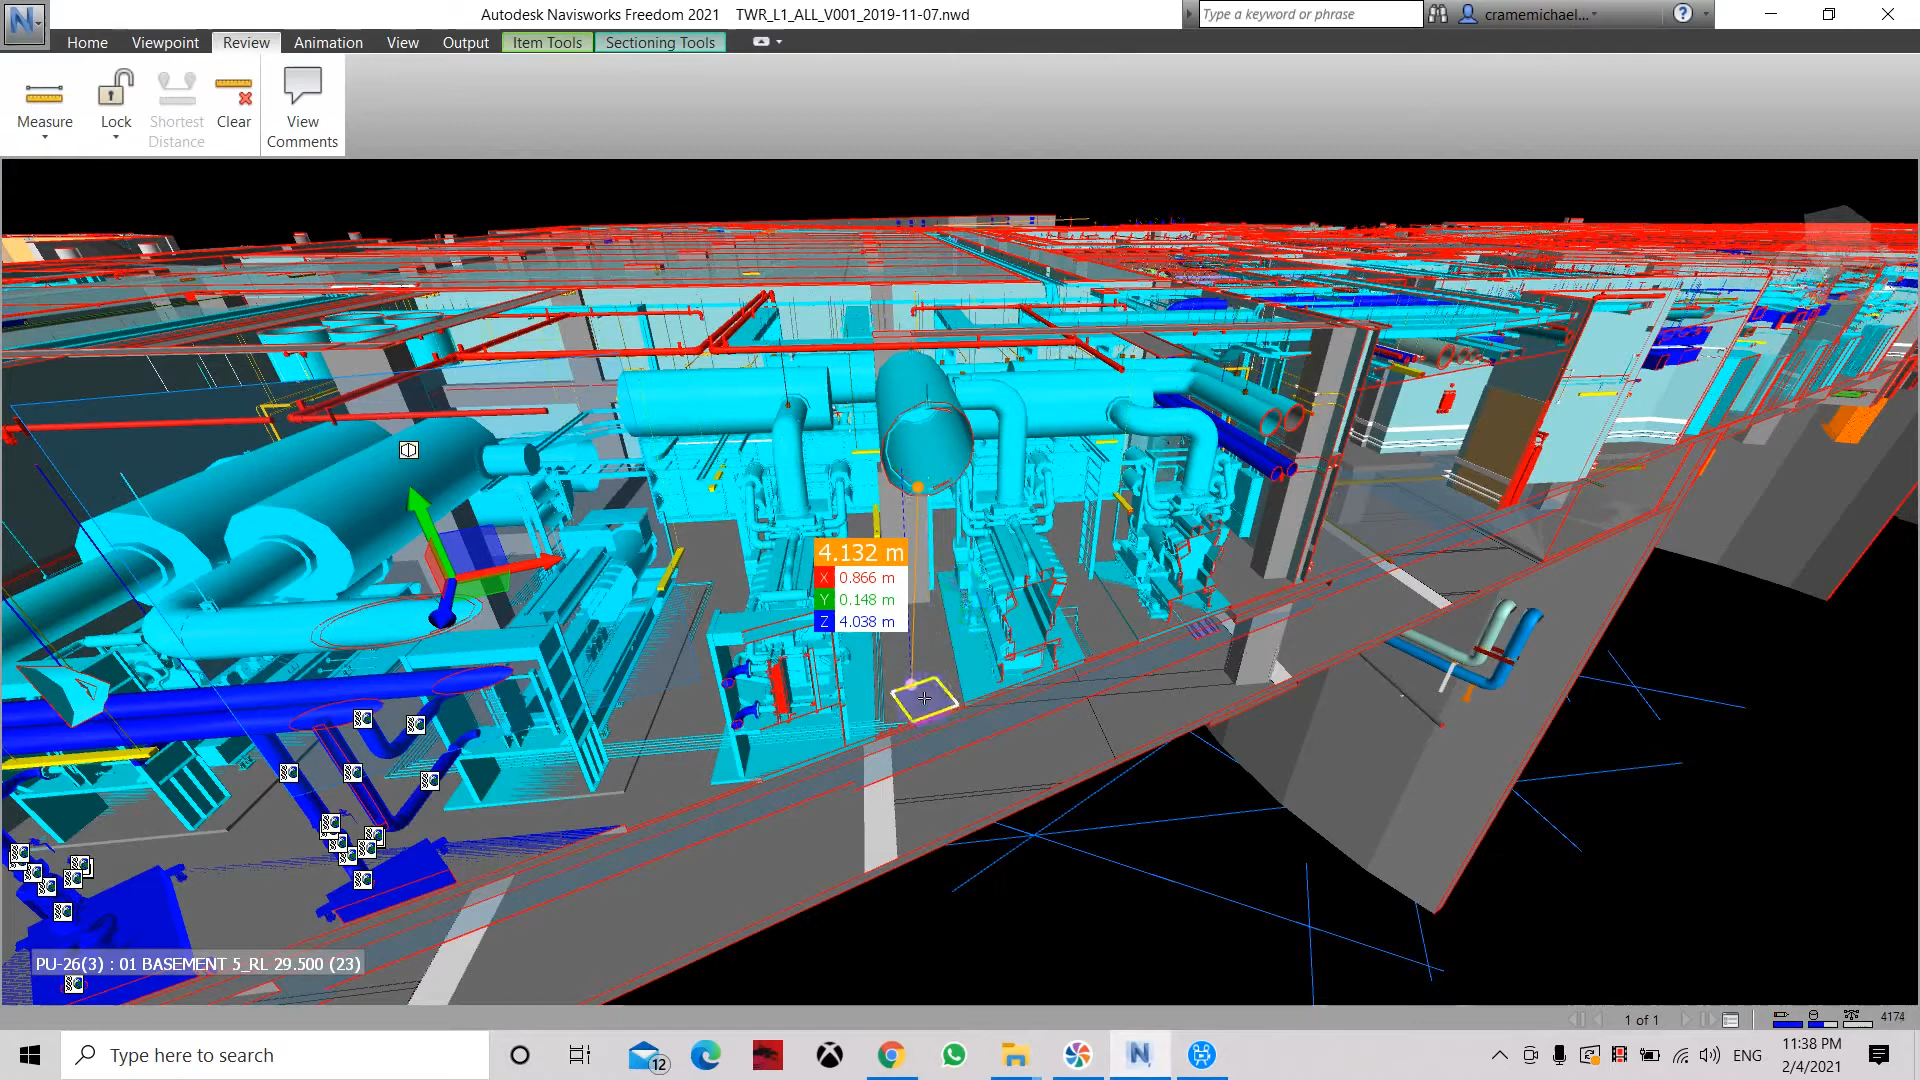 Autodesk Navisworks Freedom 2021 TWR_L1_ALL_V001_2019-11-07.nwd
Type a keyword or phrase
cramemichael...
Home Viewpoint Review Animation View Output Item Tools Sectioning Tools
Measure
Lock
Shortest Distance
Clear
View Comments
4.132 m
X 0.866 m
Y 0.148 m
Z 4.038 m
PU-26(3) : 01 BASEMENT 5_RL 29.500 (23)
1 of 1
4174
Type here to search
12
ENG
11:38 PM
2/4/2021